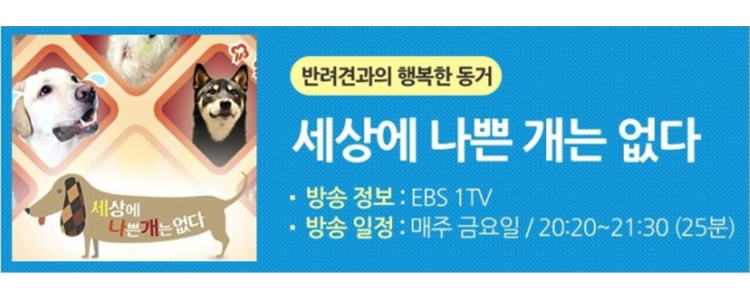 세상에
나쁜개는 없다
반려견과의 행복한 동거
세상에 나쁜 개는 없다
· 방송 정보 : EBS 1TV
· 방송 일정 : 매주 금요일 / 20:20~21:30 (25분)